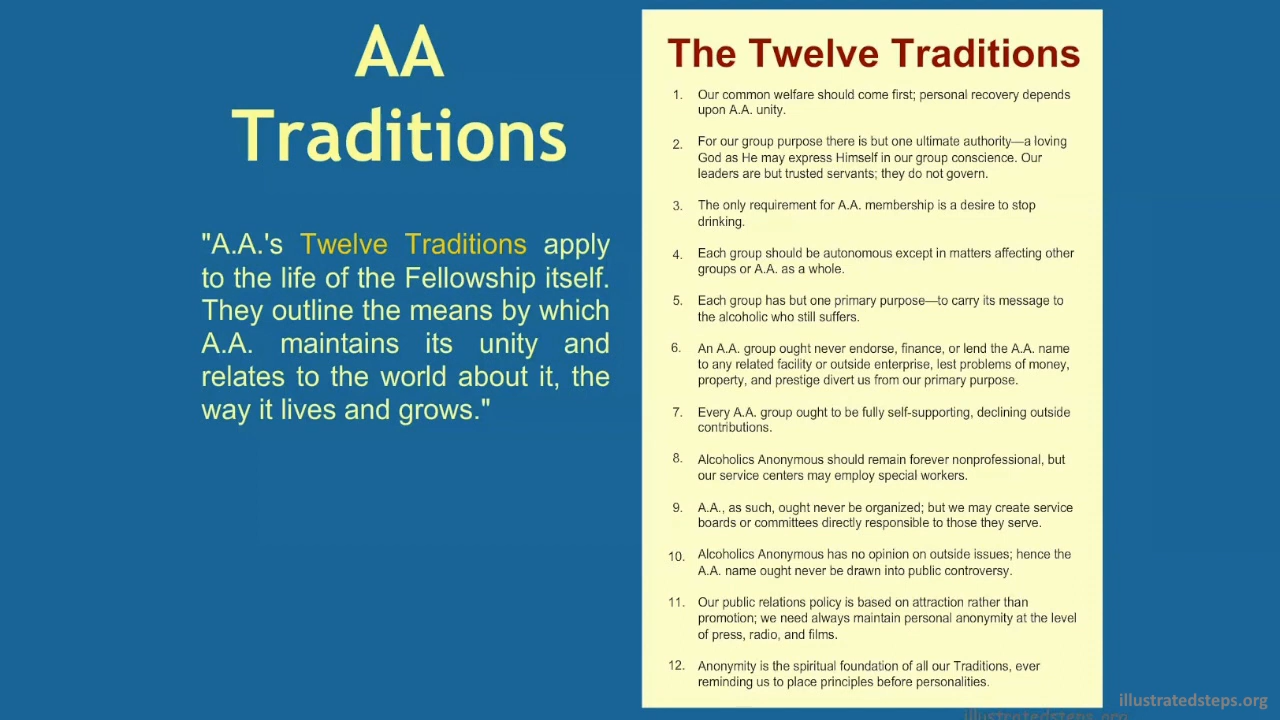 AA
Traditions
"A.A.'s Twelve Traditions apply
to the life of the Fellowship itself.
They outline the means by which
A.A. maintains its unity and
relates to the world about it, the
way it lives and grows."
The Twelve Traditions
1. Our common welfare should come first; personal recovery depends
upon A.A. unity.
2. For our group purpose there is but one ultimate authority—a loving
God as He may express Himself in our group conscience. Our
leaders are but trusted servants; they do not govern.
3. The only requirement for A.A. membership is a desire to stop
drinking.
4. Each group should be autonomous except in matters affecting other
groups or A.A. as a whole.
5. Each group has but one primary purpose—to carry its message to
the alcoholic who still suffers.
6. An A.A. group ought never endorse, finance, or lend the A.A. name
to any related facility or outside enterprise, lest problems of money,
property, and prestige divert us from our primary purpose.
7. Every A.A. group ought to be fully self-supporting, declining outside
contributions.
8. Alcoholics Anonymous should remain forever nonprofessional, but
our service centers may employ special workers.
9. A.A., as such, ought never be organized; but we may create service
boards or committees directly responsible to those they serve.
10. Alcoholics Anonymous has no opinion on outside issues; hence the
A.A. name ought never be drawn into public controversy.
11. Our public relations policy is based on attraction rather than
promotion; we need always maintain personal anonymity at the level
of press, radio, and films.
12. Anonymity is the spiritual foundation of all our Traditions, ever
reminding us to place principles before personalities.
illustratedsteps.org
illustratedsteps.org